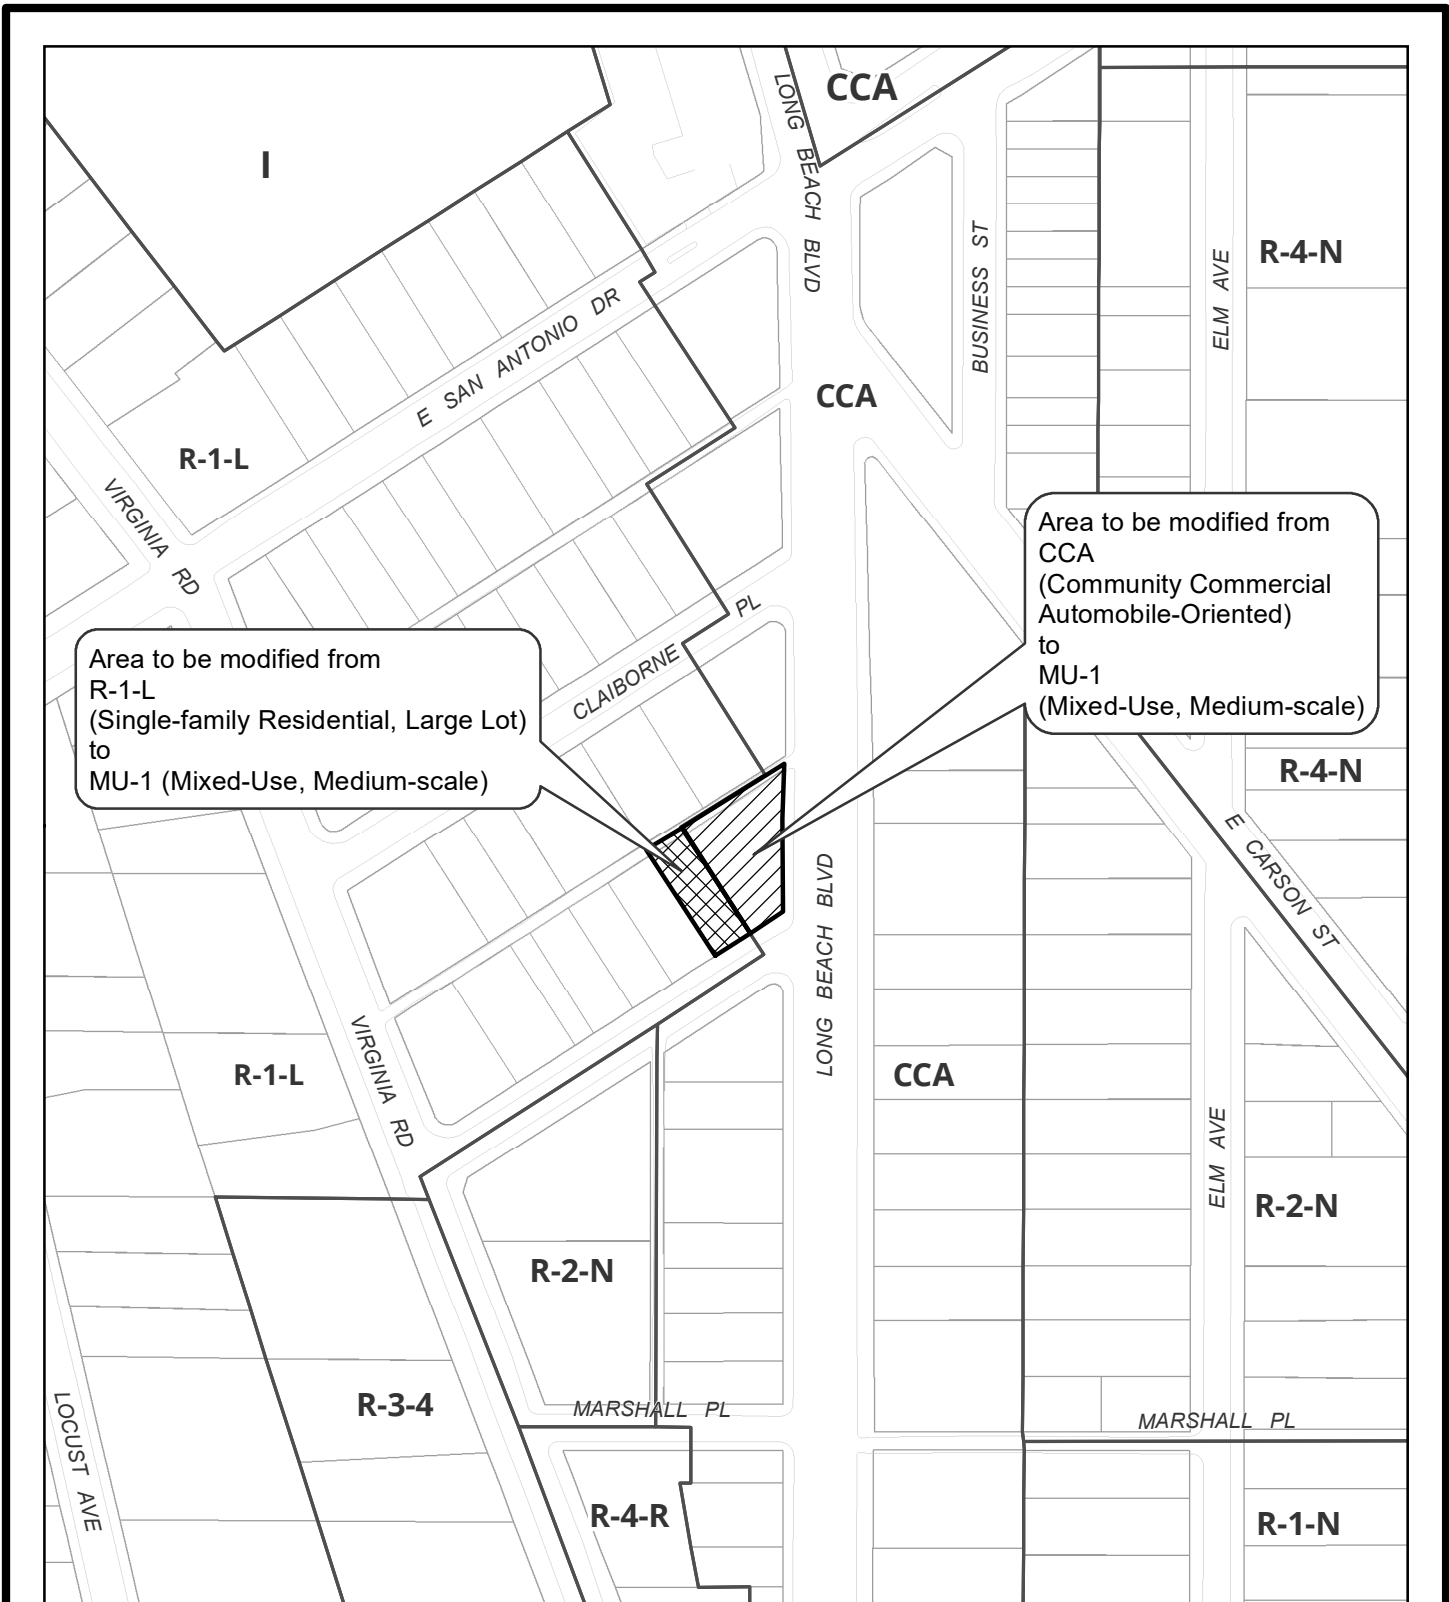 CCA
LONG BEACH BLVD
I
R-4-N
BUSINESS ST
ELM AVE
E SAN ANTONIO DR
CCA
R-1-L
VIRGINIA RD
Area to be modified from
CCA
(Community Commercial
Automobile-Oriented)
to
MU-1
(Mixed-Use, Medium-scale)
CLAIBORNE PL
Area to be modified from
R-1-L
(Single-family Residential, Large Lot)
to
MU-1 (Mixed-Use, Medium-scale)
R-4-N
E CARSON ST
LONG BEACH BLVD
R-1-L
VIRGINIA RD
CCA
ELM AVE
R-2-N
R-2-N
R-3-4
MARSHALL PL
MARSHALL PL
LOCUST AVE
R-4-R
R-1-N